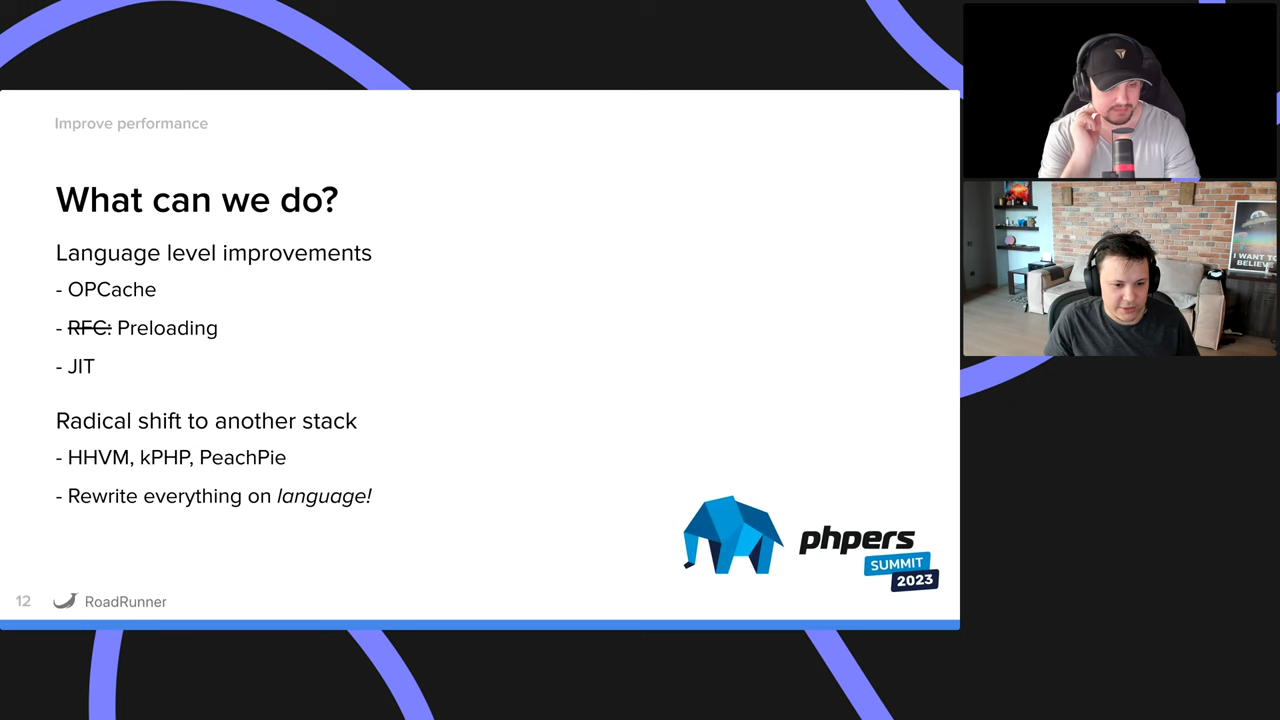 Improve performance
What can we do?
Language level improvements
- OPCache
- RFC: Preloading
- JIT
Radical shift to another stack
- HHVM, kPHP, PeachPie
- Rewrite everything on language!
phpers
SUMMIT
2023
12
RoadRunner
I WANT TO
BELIEVE